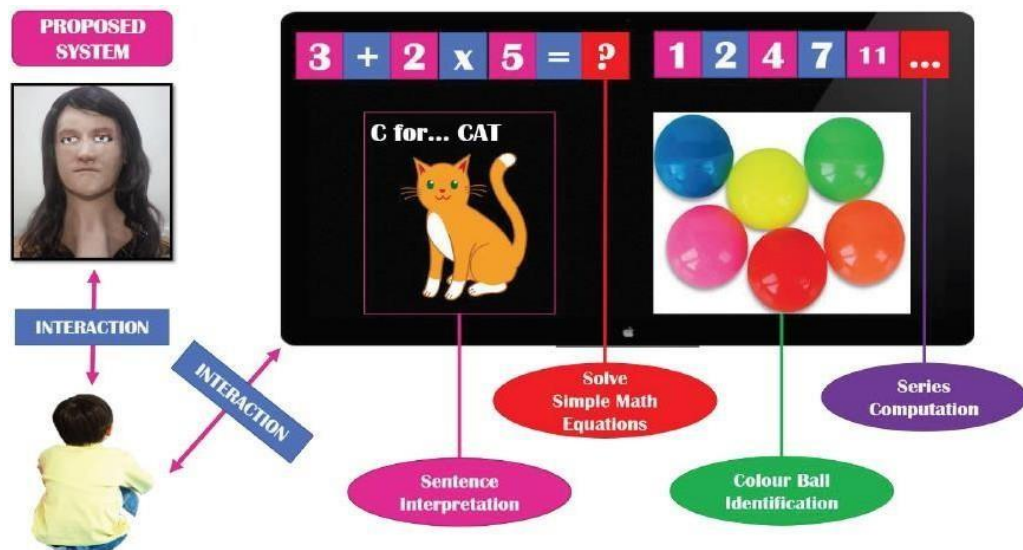 PROPOSED
SYSTEM
3 + 2 x 5 = ?
1 2 4 7 11 ...
C for... CAT
INTERACTION
INTERACTION
Solve
Simple Math
Equations
Series
Computation
Sentence
Interpretation
Colour Ball
Identification